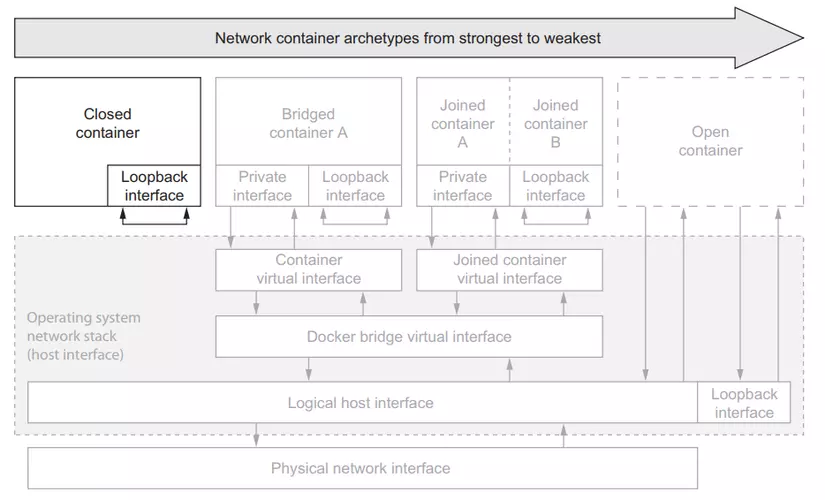 Network container archetypes from strongest to weakest
Closed
container
Loopback
interface
Bridged
container A
Private
interface
Loopback
interface
Joined
container
A
Joined
container
B
Private
interface
Loopback
interface
Open
container
Container
virtual interface
Joined container
virtual interface
Operating system
network stack
(host interface)
Docker bridge virtual interface
Logical host interface
Loopback
interface
Physical network interface